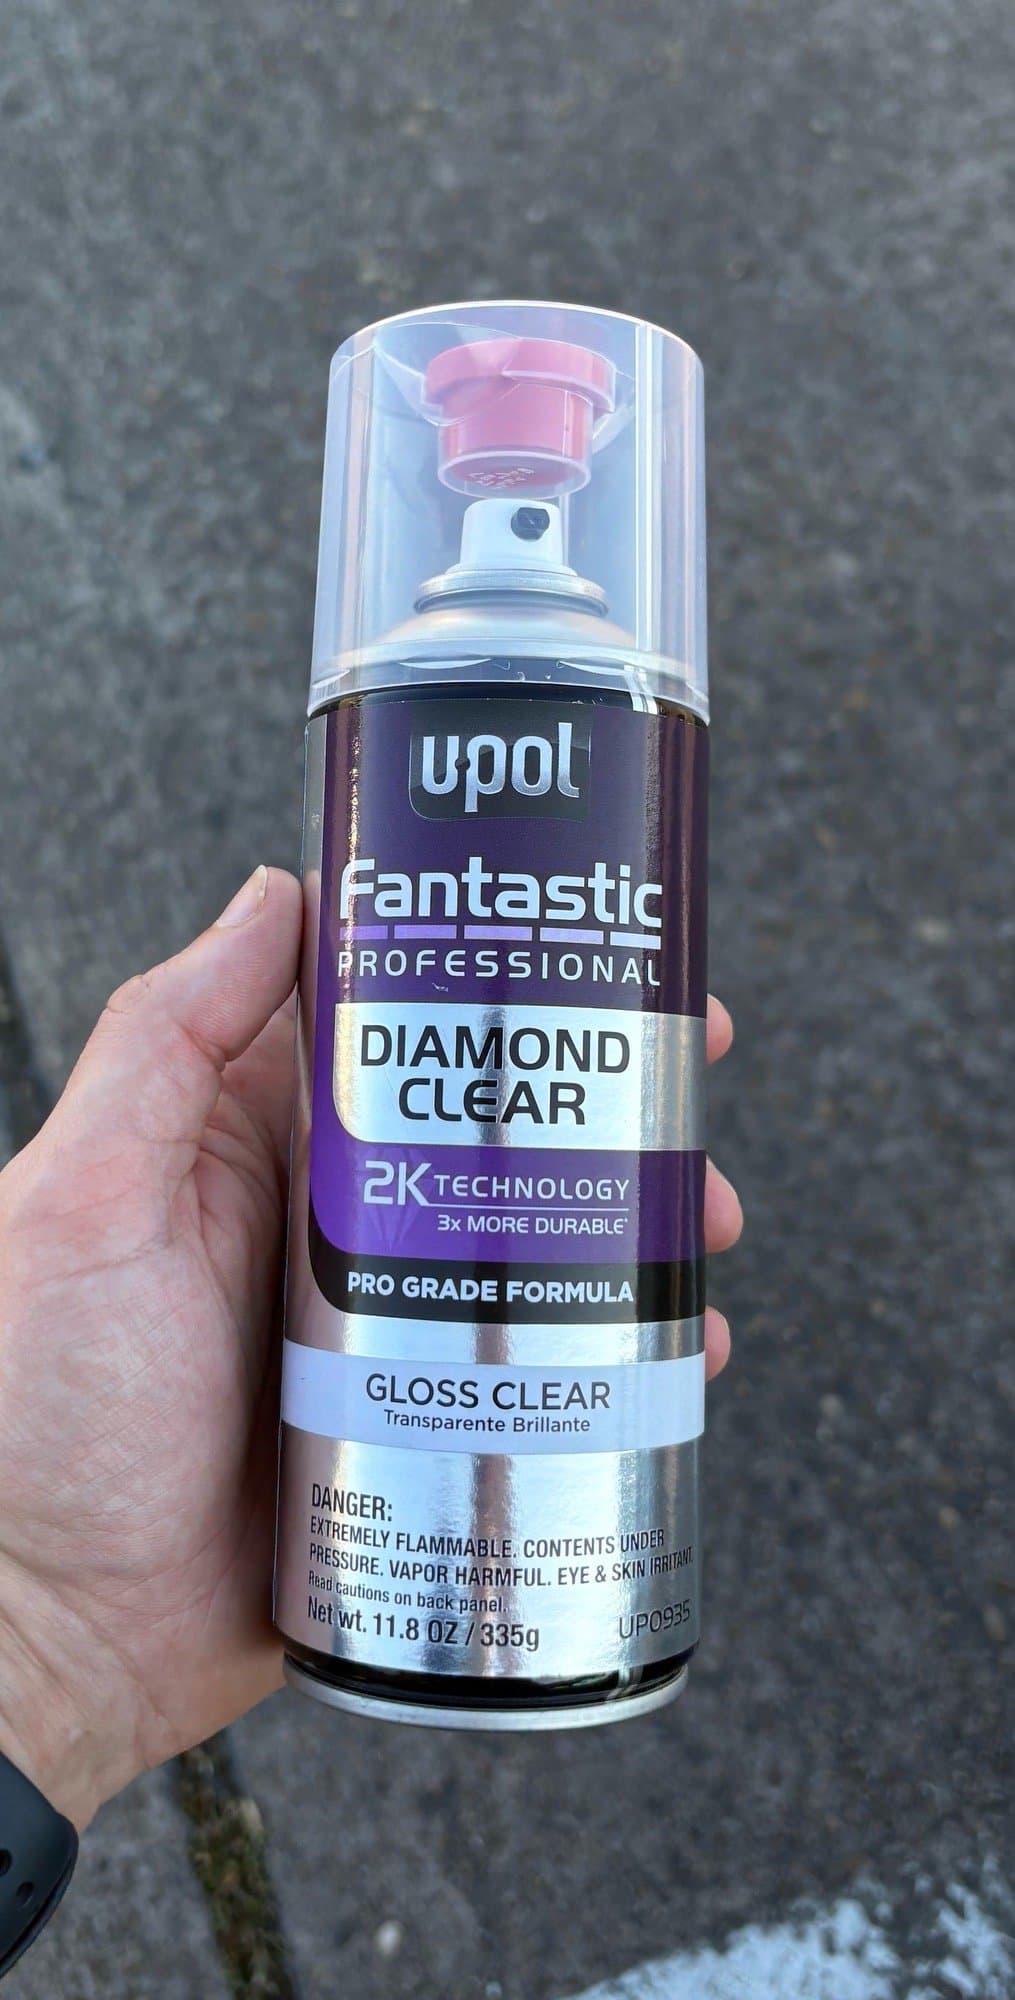 upol
Fantastic
PROFESSIONAL
DIAMOND
CLEAR
2K TECHNOLOGY
3x MORE DURABLE*
PRO GRADE FORMULA
GLOSS CLEAR
Transparente Brillante
DANGER:
EXTREMELY FLAMMABLE. CONTENTS UNDER
PRESSURE. VAPOR HARMFUL. EYE & SKIN IRRITANT.
Read cautions on back panel.
Net wt. 11.8 OZ / 335g
UP0935